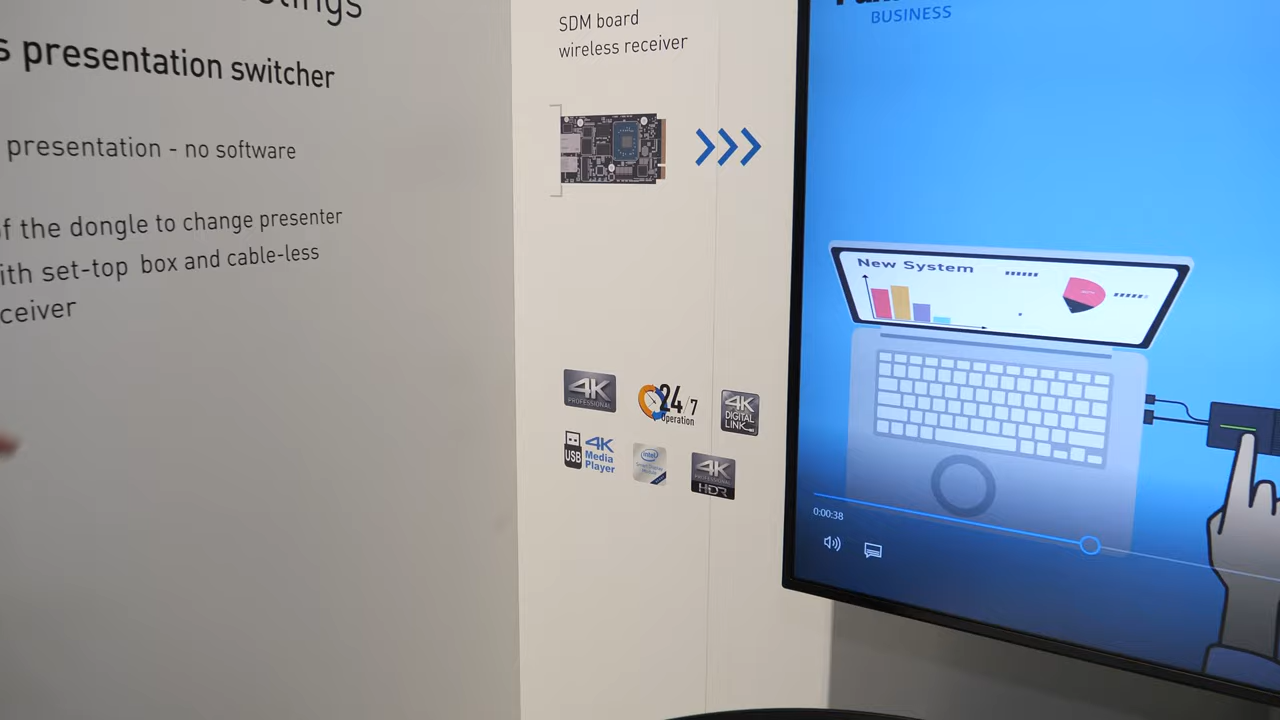 s presentation switcher
presentation - no software
of the dongle to change presenter
ith set-top box and cable-less
ceiver
SDM board
wireless receiver
4K
PROFESSIONAL
24/7
operation
4K
DIGITAL
LINK
USB
4K
Media
Player
intel
4K
PROFESSIONAL
HDR
BUSINESS
New System
0:00:38